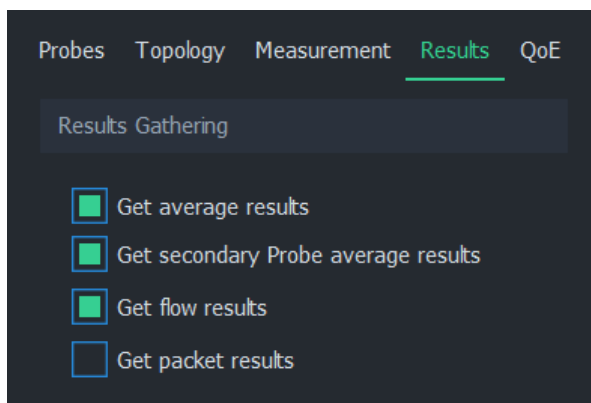 Probes Topology Measurement Results QoE
Results Gathering
Get average results
Get secondary Probe average results
Get flow results
Get packet results